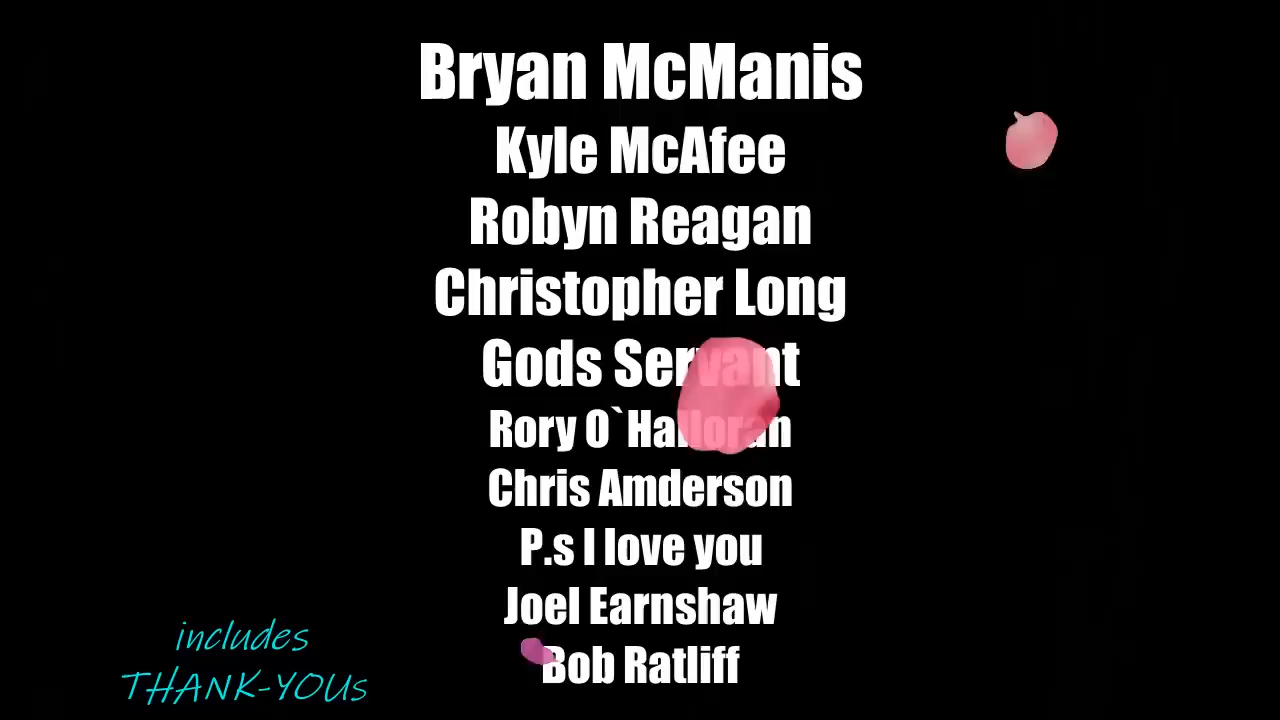 Bryan McManis
Kyle McAfee
Robyn Reagan
Christopher Long
Gods Servant
Rory O`Halloran
Chris Amderson
P.s I love you
Joel Earnshaw
Bob Ratliff
includes
THANK-YOUs